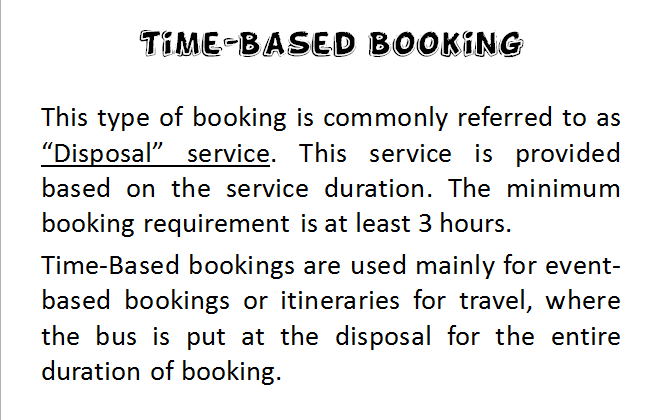 TiME-BASED BOOKiNG
This type of booking is commonly referred to as
“Disposal” service. This service is provided
based on the service duration. The minimum
booking requirement is at least 3 hours.
Time-Based bookings are used mainly for event-
based bookings or itineraries for travel, where
the bus is put at the disposal for the entire
duration of booking.